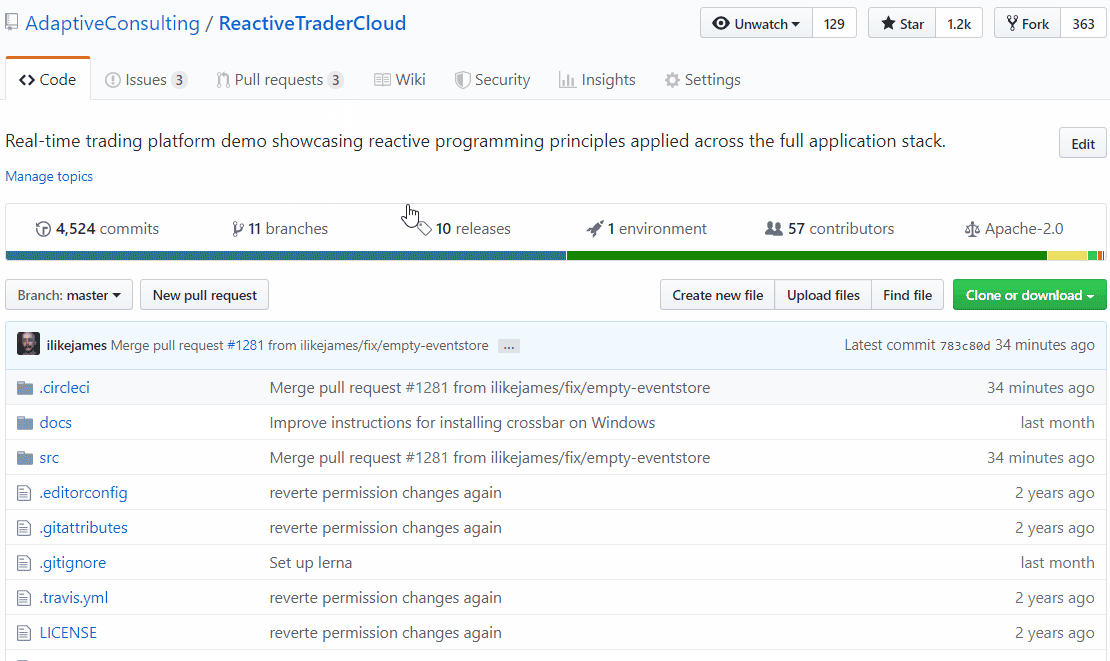 AdaptiveConsulting / ReactiveTraderCloud Unwatch 129 Star 1.2k Fork 363
Code Issues 3 Pull requests 3 Wiki Security Insights Settings
Real-time trading platform demo showcasing reactive programming principles applied across the full application stack. Edit
Manage topics
4,524 commits 11 branches 10 releases 1 environment 57 contributors Apache-2.0
Branch: master New pull request Create new file Upload files Find file Clone or download
ilikejames Merge pull request #1281 from ilikejames/fix/empty-eventstore ... Latest commit 783c80d 34 minutes ago
.circleci Merge pull request #1281 from ilikejames/fix/empty-eventstore 34 minutes ago
docs Improve instructions for installing crossbar on Windows last month
src Merge pull request #1281 from ilikejames/fix/empty-eventstore 34 minutes ago
.editorconfig reverte permission changes again 2 years ago
.gitattributes reverte permission changes again 2 years ago
.gitignore Set up lerna last month
.travis.yml reverte permission changes again 2 years ago
LICENSE reverte permission changes again 2 years ago